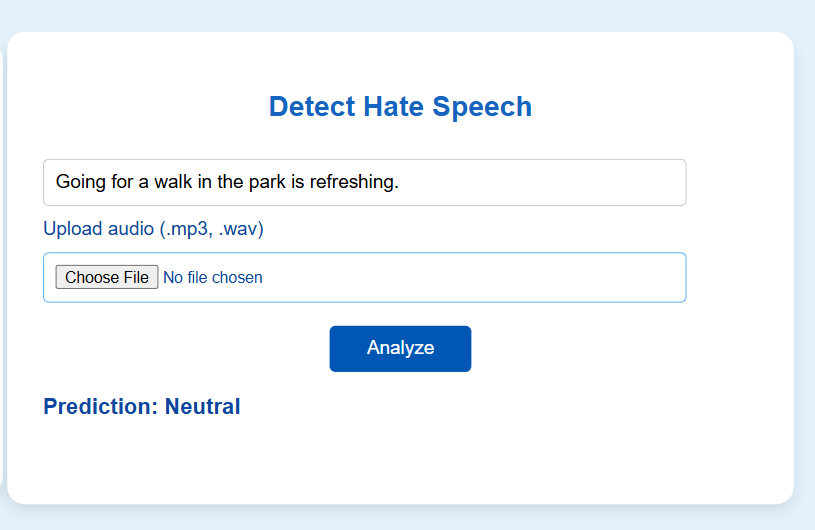 Detect Hate Speech
Going for a walk in the park is refreshing.
Upload audio (.mp3, .wav)
Choose File No file chosen
Analyze
Prediction: Neutral